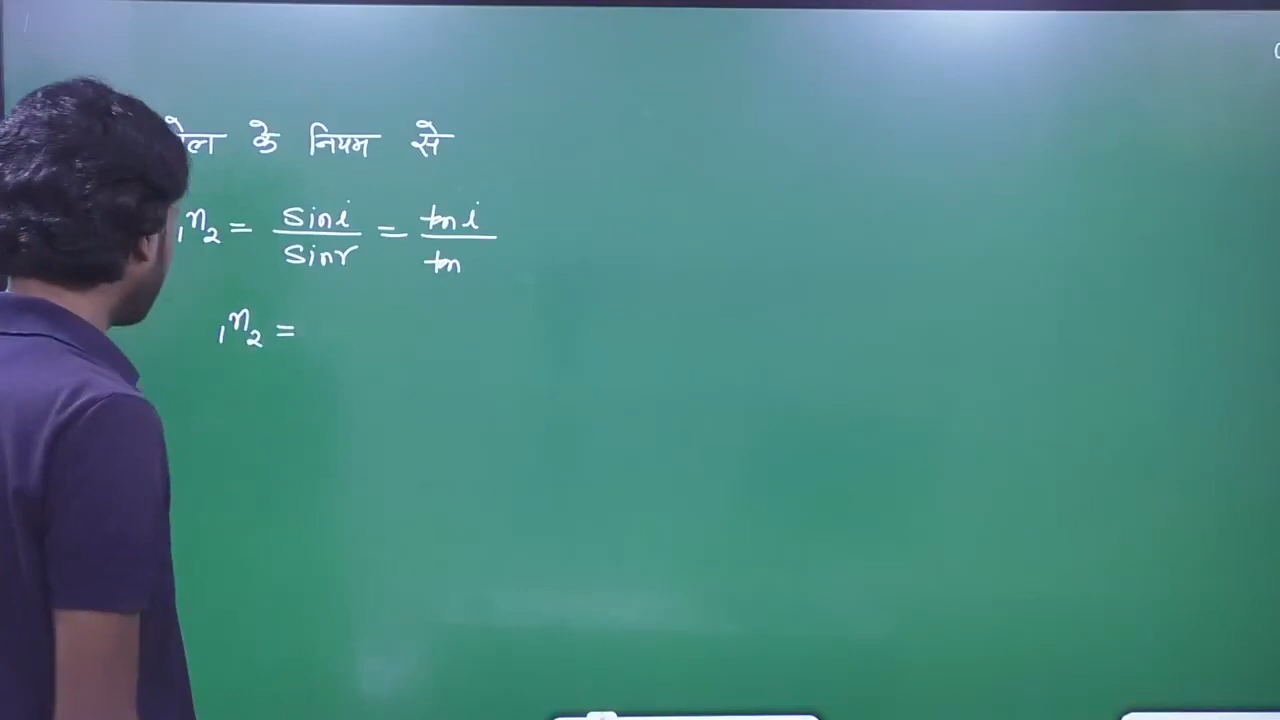 के नियम से
₁n₂ = sin i / sin r = tn i / tn
₁n₂ =